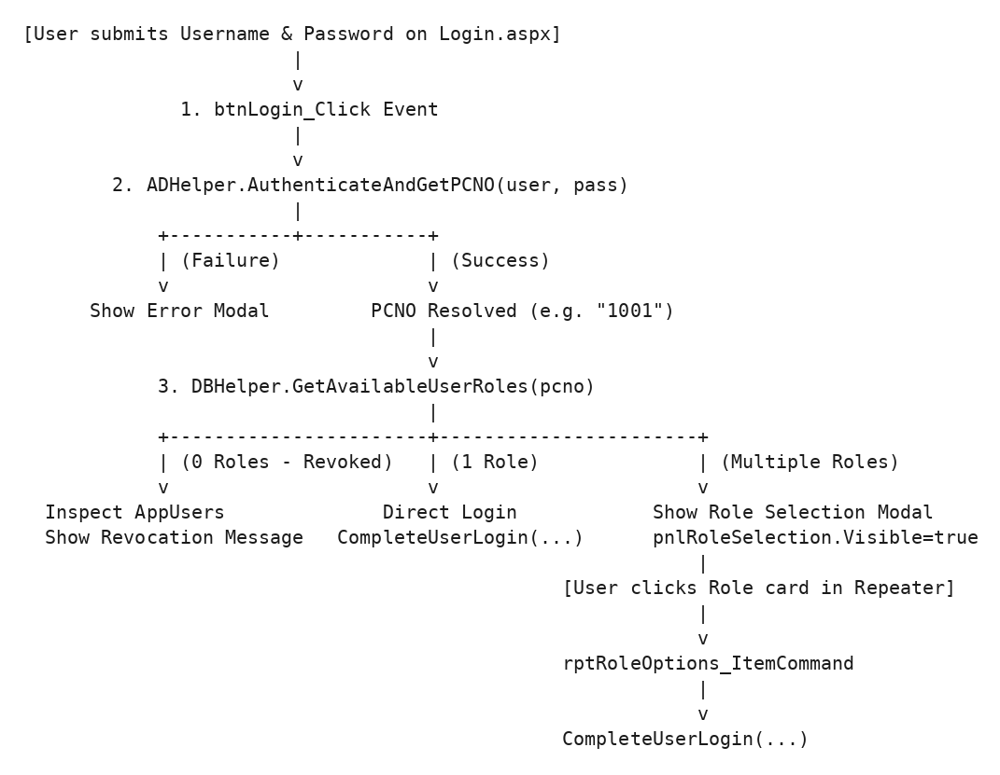 [User submits Username & Password on Login.aspx]
                        |
                        v
              1. btnLogin_Click Event
                        |
                        v
        2. ADHelper.AuthenticateAndGetPCNO(user, pass)
                        |
            +-----------+-----------+
            | (Failure)             | (Success)
            v                       v
      Show Error Modal         PCNO Resolved (e.g. "1001")
                                    |
                                    v
            3. DBHelper.GetAvailableUserRoles(pcno)
                                    |
            +-----------------------+-----------------------+
            | (0 Roles - Revoked)   | (1 Role)              | (Multiple Roles)
            v                       v                       v
  Inspect AppUsers              Direct Login            Show Role Selection Modal
  Show Revocation Message   CompleteUserLogin(...)      pnlRoleSelection.Visible=true
                                                            |
                                                [User clicks Role card in Repeater]
                                                            |
                                                            v
                                                rptRoleOptions_ItemCommand
                                                            |
                                                            v
                                                CompleteUserLogin(...)